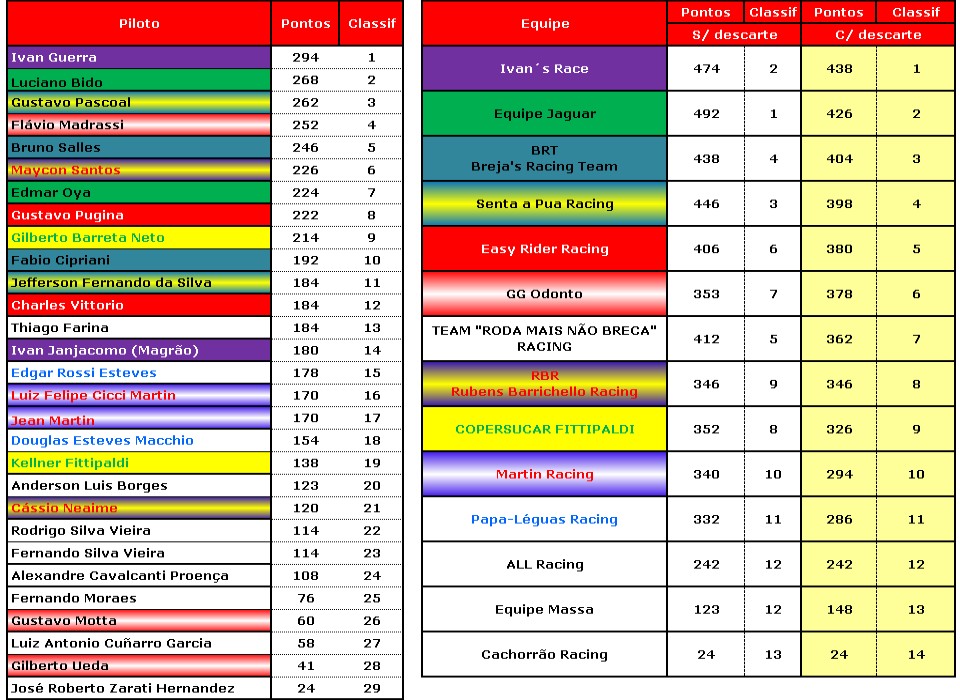 Piloto Pontos Classif
Ivan Guerra 294 1
Luciano Bido 268 2
Gustavo Pascoal 262 3
Flávio Madrassi 252 4
Bruno Salles 246 5
Maycon Santos 226 6
Edmar Oya 224 7
Gustavo Pugina 222 8
Gilberto Barreta Neto 214 9
Fabio Cipriani 192 10
Jefferson Fernando da Silva 184 11
Charles Vittorio 184 12
Thiago Farina 184 13
Ivan Janjacomo (Magrão) 180 14
Edgar Rossi Esteves 178 15
Luiz Felipe Cicci Martin 170 16
Jean Martin 170 17
Douglas Esteves Macchio 154 18
Kellner Fittipaldi 138 19
Anderson Luis Borges 123 20
Cássio Neaime 120 21
Rodrigo Silva Vieira 114 22
Fernando Silva Vieira 114 23
Alexandre Cavalcanti Proença 108 24
Fernando Moraes 76 25
Gustavo Motta 60 26
Luiz Antonio Cuñarro Garcia 58 27
Gilberto Ueda 41 28
José Roberto Zarati Hernandez 24 29
Equipe Pontos Classif Pontos Classif
S/ descarte C/ descarte
Ivan´s Race 474 2 438 1
Equipe Jaguar 492 1 426 2
BRT
Breja's Racing Team 438 4 404 3
Senta a Pua Racing 446 3 398 4
Easy Rider Racing 406 6 380 5
GG Odonto 353 7 378 6
TEAM "RODA MAIS NÃO BRECA"
RACING 412 5 362 7
RBR
Rubens Barrichello Racing 346 9 346 8
COPERSUCAR FITTIPALDI 352 8 326 9
Martin Racing 340 10 294 10
Papa-Léguas Racing 332 11 286 11
ALL Racing 242 12 242 12
Equipe Massa 123 12 148 13
Cachorrão Racing 24 13 24 14